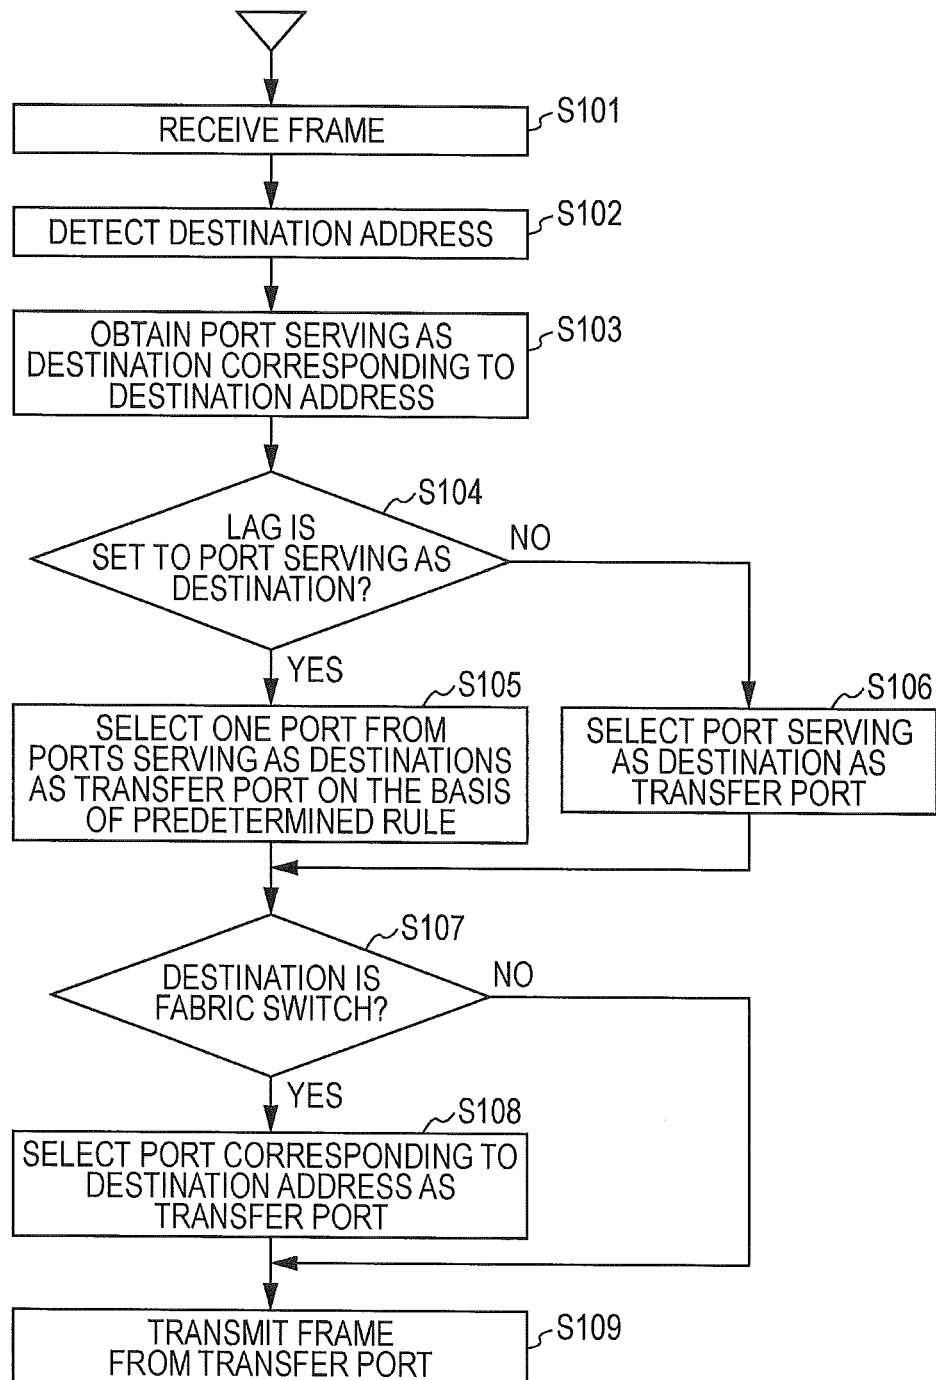 RECEIVE FRAME
S101
DETECT DESTINATION ADDRESS
S102
OBTAIN PORT SERVING AS
DESTINATION CORRESPONDING TO
DESTINATION ADDRESS
S103
LAG IS
SET TO PORT SERVING AS
DESTINATION?
S104
NO
YES
SELECT ONE PORT FROM
PORTS SERVING AS DESTINATIONS
AS TRANSFER PORT ON THE BASIS
OF PREDETERMINED RULE
S105
SELECT PORT SERVING
AS DESTINATION AS
TRANSFER PORT
S106
DESTINATION IS
FABRIC SWITCH?
S107
NO
YES
SELECT PORT CORRESPONDING TO
DESTINATION ADDRESS AS
TRANSFER PORT
S108
TRANSMIT FRAME
FROM TRANSFER PORT
S109